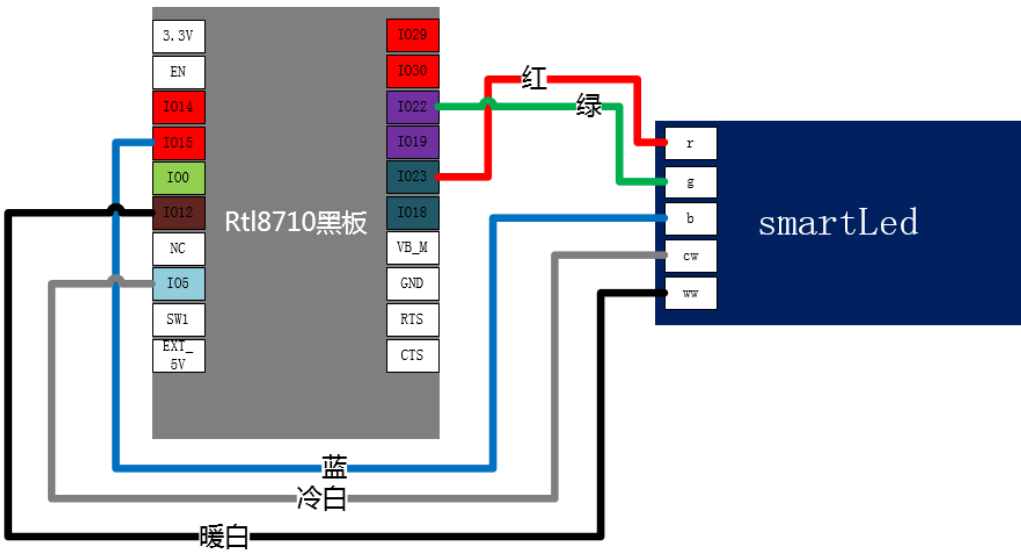 3.3V
EN
IO14
IO15
IO0
IO12
NC
IO5
SW1
EXT_
5V
Rtl8710黑板
IO29
IO30
IO22
IO19
IO23
IO18
VB_M
GND
RTS
CTS
红
绿
r
g
b
cw
ww
smartLed
蓝
冷白
暖白